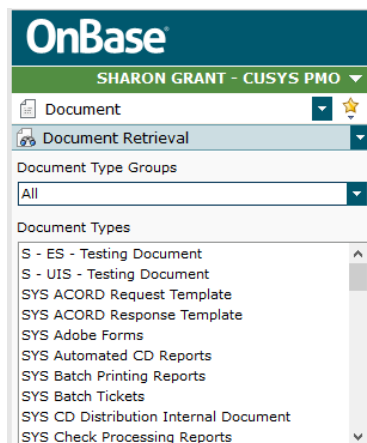 OnBase
SHARON GRANT - CUSYS PMO
Document
Document Retrieval
Document Type Groups
All
Document Types
S - ES - Testing Document
S - UIS - Testing Document
SYS ACORD Request Template
SYS ACORD Response Template
SYS Adobe Forms
SYS Automated CD Reports
SYS Batch Printing Reports
SYS Batch Tickets
SYS CD Distribution Internal Document
SYS Check Processing Reports